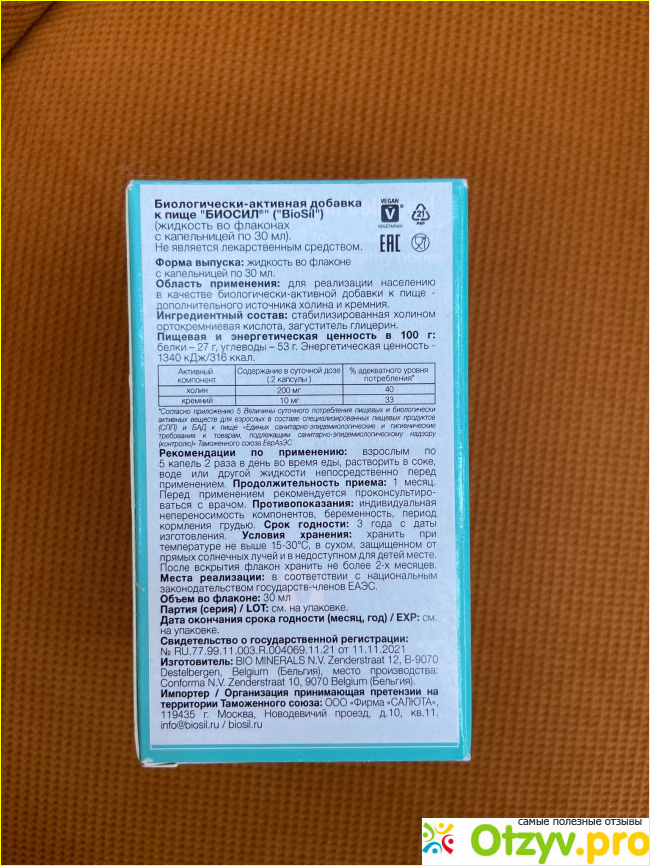 Биологически-активная добавка
к пище "БИОСИЛ®" ("BioSil")
(жидкость во флаконах
с капельницей по 30 мл).
Не является лекарственным средством.
VEGAN
V
VEGETARIAN
21
PAP
EAC
Форма выпуска: жидкость во флаконе
с капельницей по 30 мл.
Область применения: для реализации населению
в качестве биологически-активной добавки к пище -
дополнительного источника холина и кремния.
Ингредиентный состав: стабилизированная холином
ортокремниевая кислота, загуститель глицерин.
Пищевая и энергетическая ценность в 100 г:
белки – 27 г, углеводы – 53 г. Энергетическая ценность -
1340 кДж/316 ккал.
Активный компонент Содержание в суточной дозе (2 капсулы) % адекватного уровня потребления*
холин 200 мг 40
кремний 10 мг 33
*Согласно приложению 5 Величины суточного потребления пищевых и биологически
активных веществ для взрослых в составе специализированных пищевых продуктов
(СПП) и БАД к пище «Единых санитарно-эпидемиологические и гигиенические
требования к товарам, подлежащим санитарно-эпидемиологическому надзору
(контролю)» Таможенного союза ЕврАзЭС.
Рекомендации по применению: взрослым по
5 капель 2 раза в день во время еды, растворить в соке,
воде или другой жидкости непосредственно перед
применением. Продолжительность приема: 1 месяц.
Перед применением рекомендуется проконсультиро-
ваться с врачом. Противопоказания: индивидуальная
непереносимость компонентов, беременность, период
кормления грудью. Срок годности: 3 года с даты
изготовления. Условия хранения: хранить при
температуре не выше 15-30°С, в сухом, защищенном от
прямых солнечных лучей и в недоступном для детей месте.
После вскрытия флакон хранить не более 2-х месяцев.
Места реализации: в соответствии с национальным
законодательством государств-членов ЕАЭС.
Объем во флаконе: 30 мл
Партия (серия) / LOT: см. на упаковке.
Дата окончания срока годности (месяц, год) / EXP: см.
на упаковке.
Свидетельство о государственной регистрации:
№ RU.77.99.11.003.R.004069.11.21 от 11.11.2021
Изготовитель: BIO MINERALS N.V. Zenderstraat 12, B-9070
Destelbergen, Belgium (Бельгия), место производства:
Conforma N.V. Zenderstraat 10, 9070 Belgium (Бельгия).
Импортер / Организация принимающая претензии на
территории Таможенного союза: ООО «Фирма «САЛЮТА»,
119435 г. Москва, Новодевичий проезд, д.10, кв.11.
info@biosil.ru / biosil.ru
самые полезные отзывы
Otzyv.pro